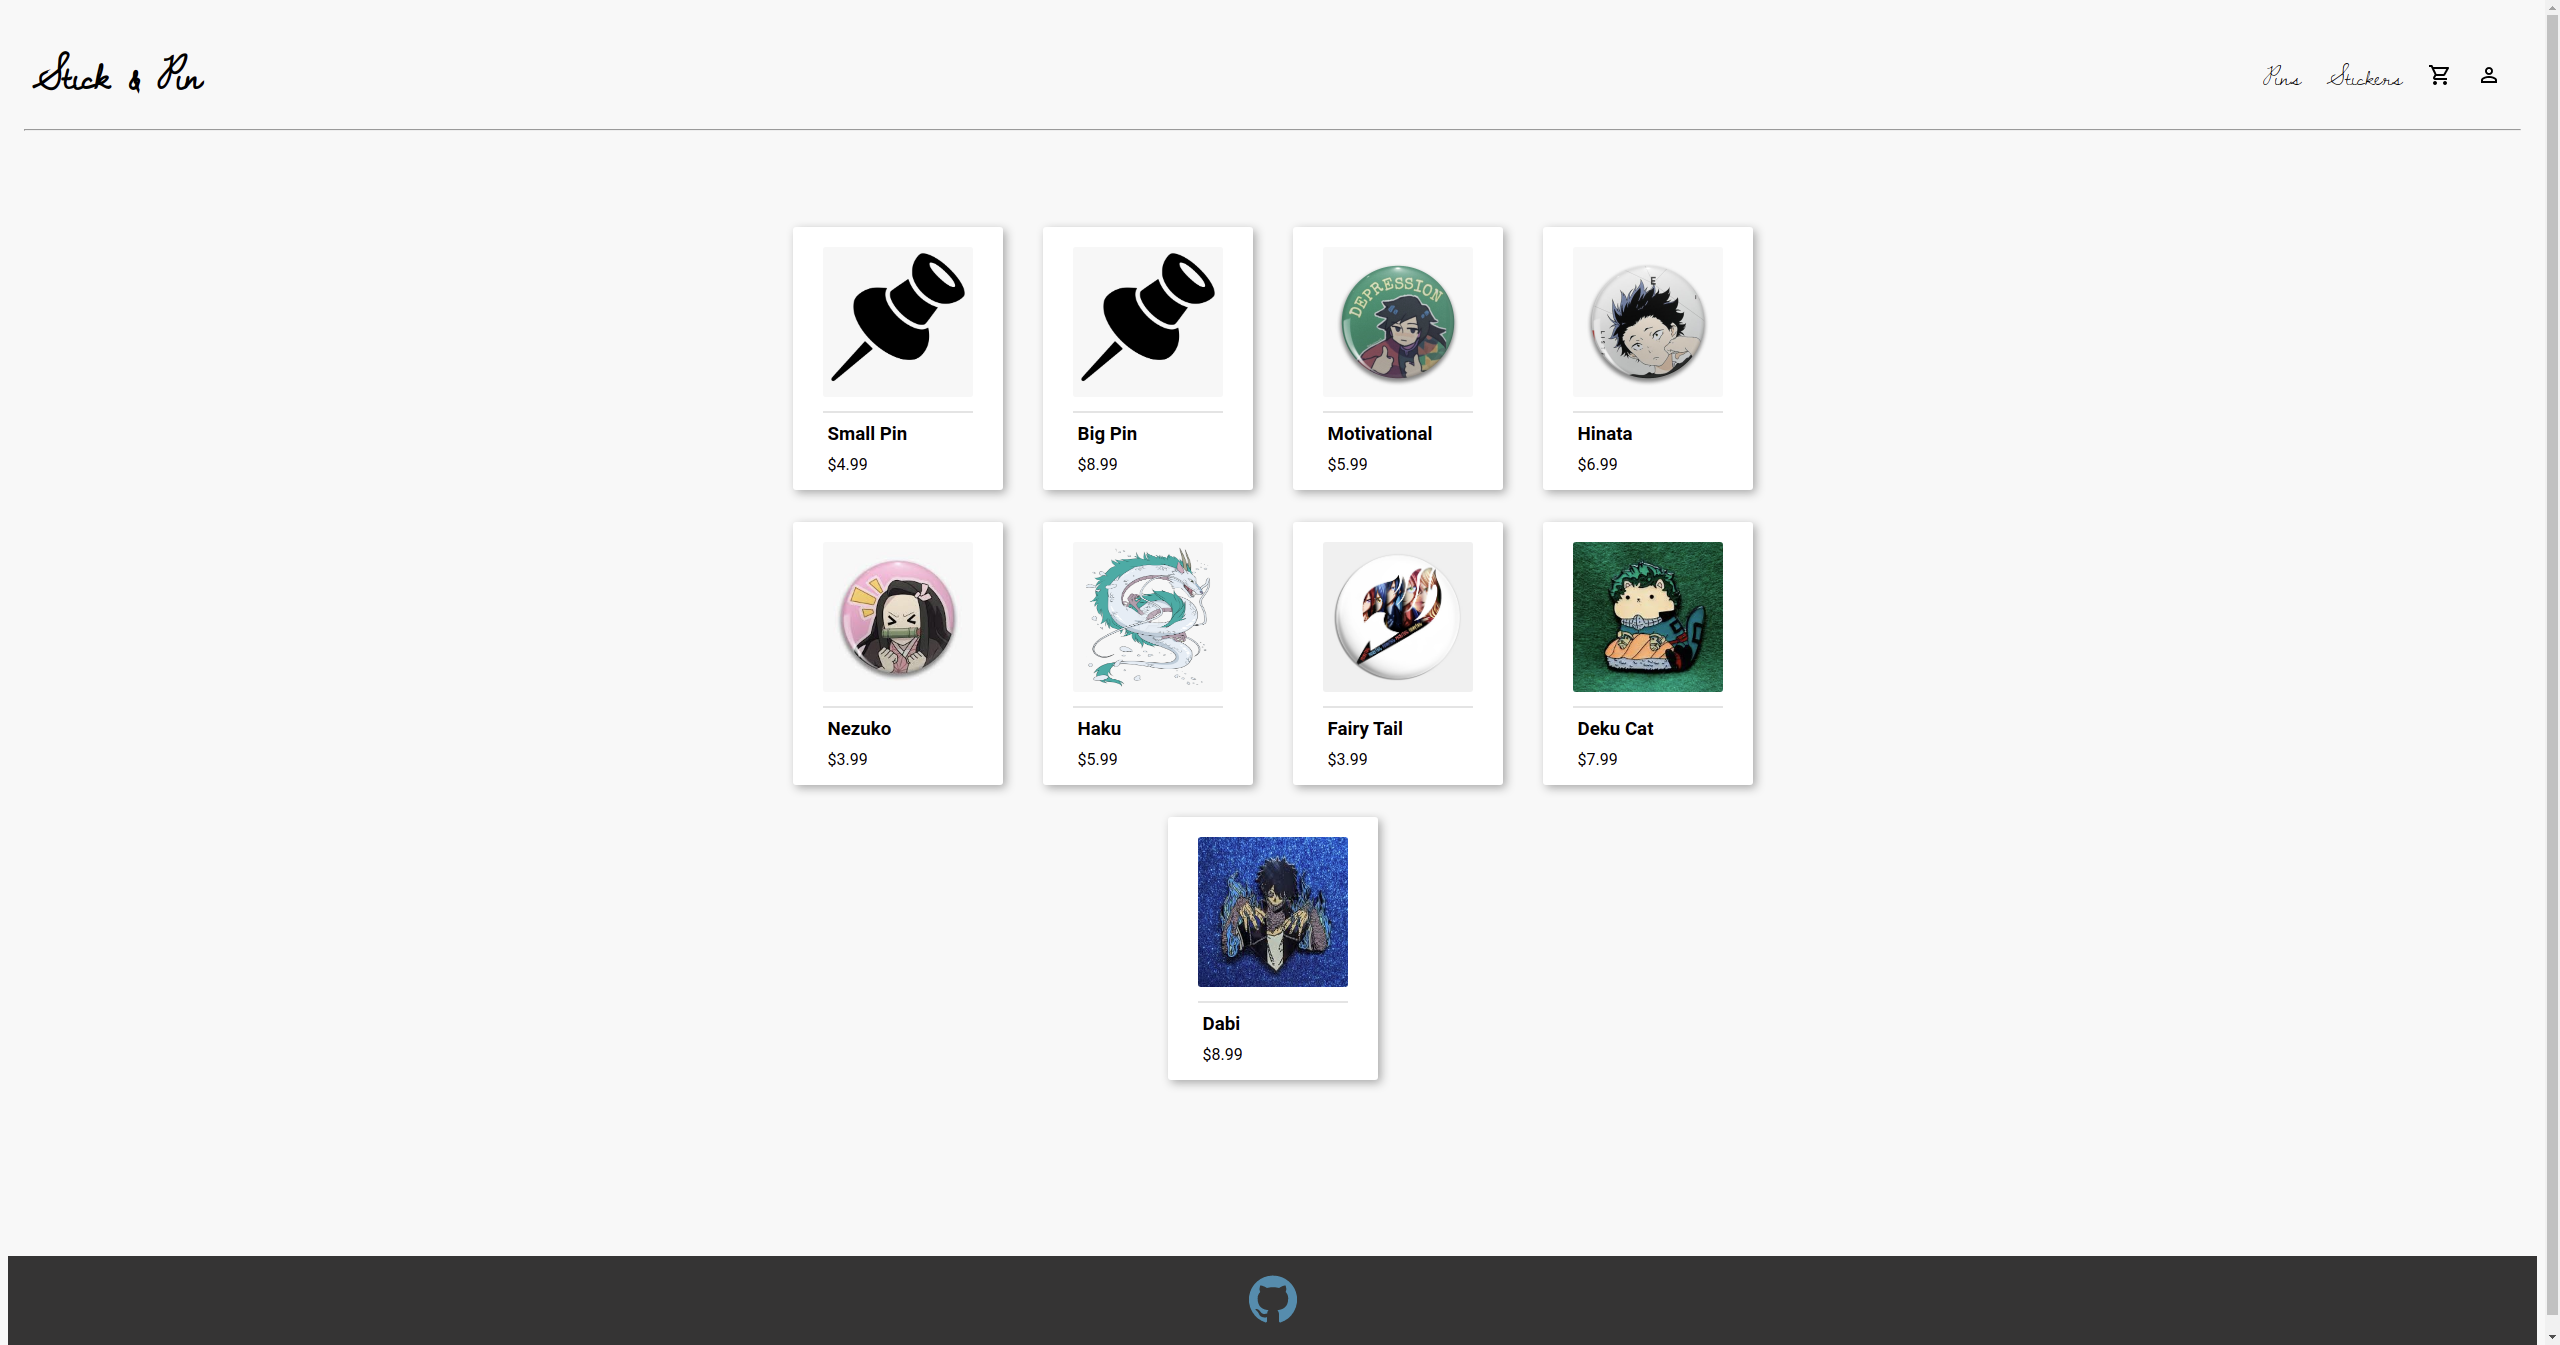 Stick & Pin
Pins Stickers
DEPRESSION
E
Small Pin Big Pin Motivational Hinata
$4.99 $8.99 $5.99 $6.99
Nezuko Haku Fairy Tail Deku Cat
$3.99 $5.99 $3.99 $7.99
Dabi
$8.99